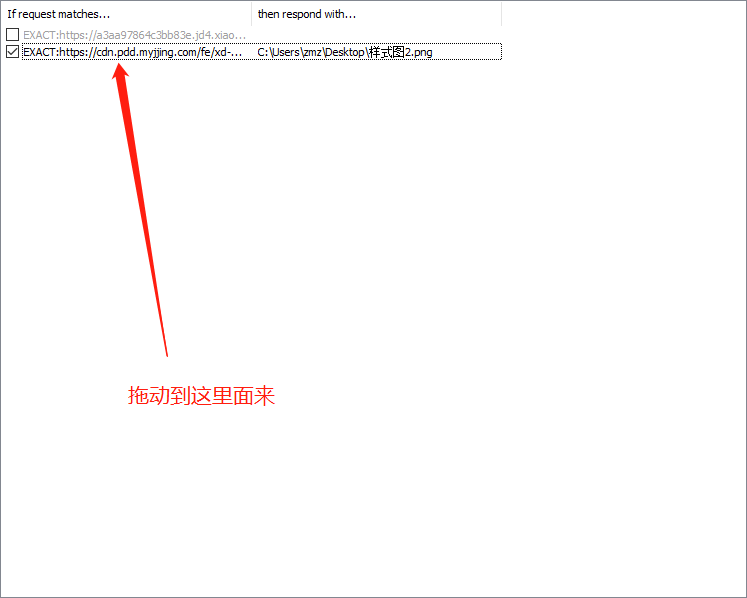 If request matches...
then respond with...
EXACT:https://a3aa97864c3bb83e.jd4.xiao...
EXACT:https://cdn.pdd.myjjing.com/fe/xd-...
C:\Users\zmz\Desktop\样式图2.png
拖动到这里面来